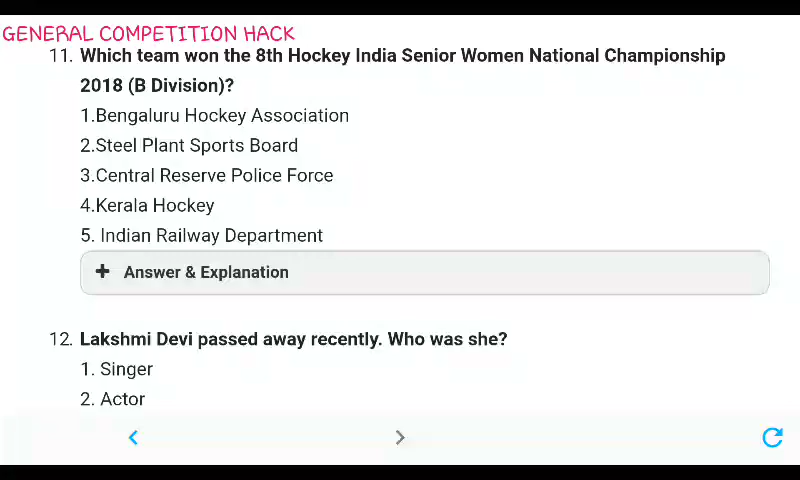 GENERAL COMPETITION HACK
11. Which team won the 8th Hockey India Senior Women National Championship
2018 (B Division)?
1.Bengaluru Hockey Association
2.Steel Plant Sports Board
3.Central Reserve Police Force
4.Kerala Hockey
5. Indian Railway Department
+ Answer & Explanation
12. Lakshmi Devi passed away recently. Who was she?
1. Singer
2. Actor